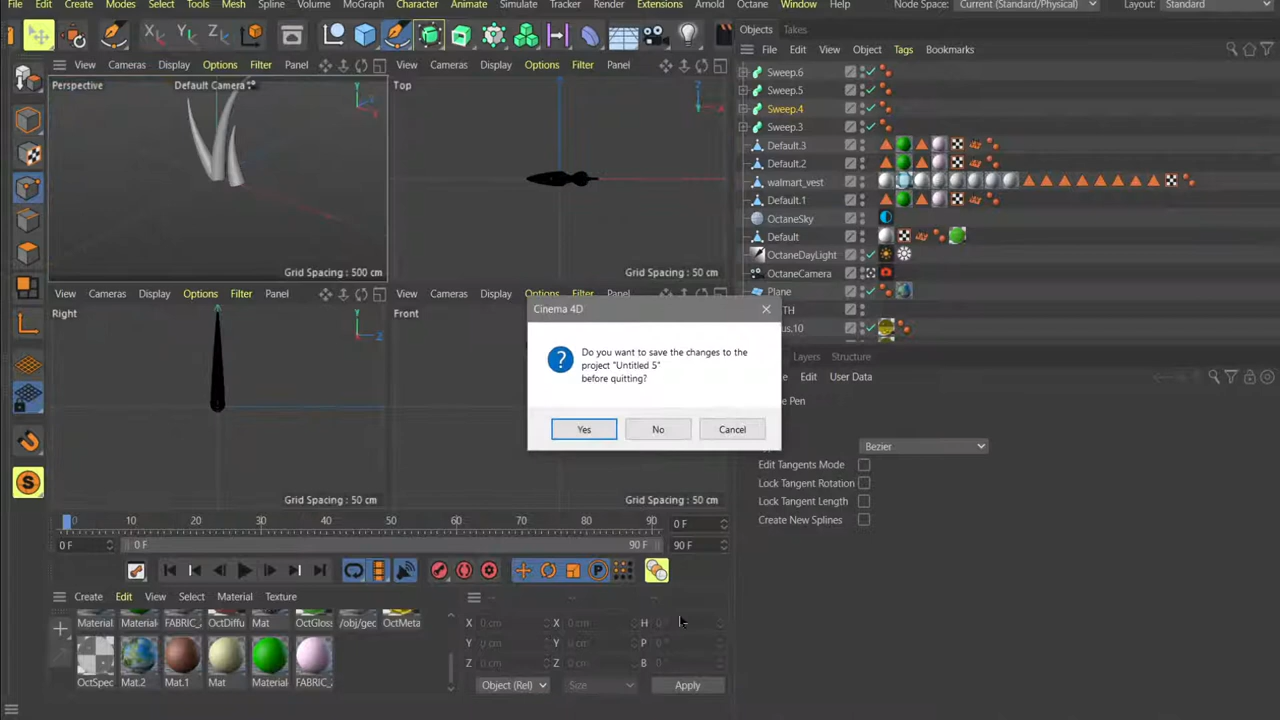 File Edit Create Modes Select Tools Mesh Spline Volume MoGraph Character Animate Simulate Tracker Render Extensions Arnold Octane Window Help Node Space: Current (Standard/Physical) Layout: Standard
X Y Z
Objects Takes
File Edit View Object Tags Bookmarks
View Cameras Display Options Filter Panel
View Cameras Display Options Filter Panel
Perspective Default Camera
Top
Y
X
Z
X
Grid Spacing : 500 cm
Grid Spacing : 50 cm
Sweep.6
Sweep.5
Sweep.4
Sweep.3
Default.3
Default.2
walmart_vest
Default.1
OctaneSky
Default
OctaneDayLight
OctaneCamera
Plane
View Cameras Display Options Filter Panel
View Cameras Display Options Filter Panel
Right
Front
Y
Z
Grid Spacing : 50 cm
Grid Spacing : 50 cm
Cinema 4D
Do you want to save the changes to the
project "Untitled 5"
before quitting?
Yes No Cancel
Layers Structure
Edit User Data
Pen
Bezier
Edit Tangents Mode
Lock Tangent Rotation
Lock Tangent Length
Create New Splines
S
0 10 20 30 40 50 60 70 80 90 0 F
0 F 0 F 90 F 90 F
P
Create Edit View Select Material Texture
Material Material FABRIC_ OctDiffu Mat OctGloss /obj/geo OctMeta
OctSpec Mat.2 Mat.1 Mat Material FABRIC_
X 0 cm X 0 cm H 0 °
Y 0 cm Y 0 cm P 0 °
Z 0 cm Z 0 cm B 0 °
Object (Rel) Size Apply